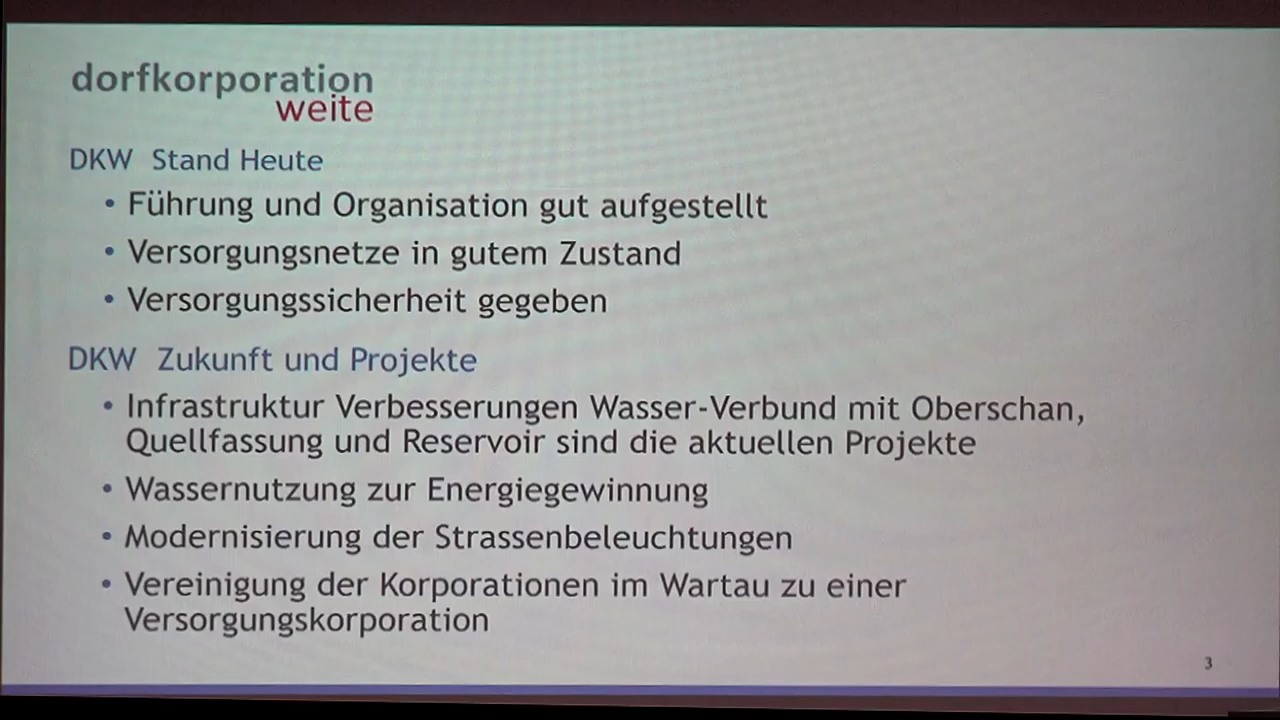 dorfkorporation
weite
DKW Stand Heute
• Führung und Organisation gut aufgestellt
• Versorgungsnetze in gutem Zustand
• Versorgungssicherheit gegeben
DKW Zukunft und Projekte
• Infrastruktur Verbesserungen Wasser-Verbund mit Oberschan,
Quellfassung und Reservoir sind die aktuellen Projekte
• Wassernutzung zur Energiegewinnung
• Modernisierung der Strassenbeleuchtungen
• Vereinigung der Korporationen im Wartau zu einer
Versorgungskorporation
3